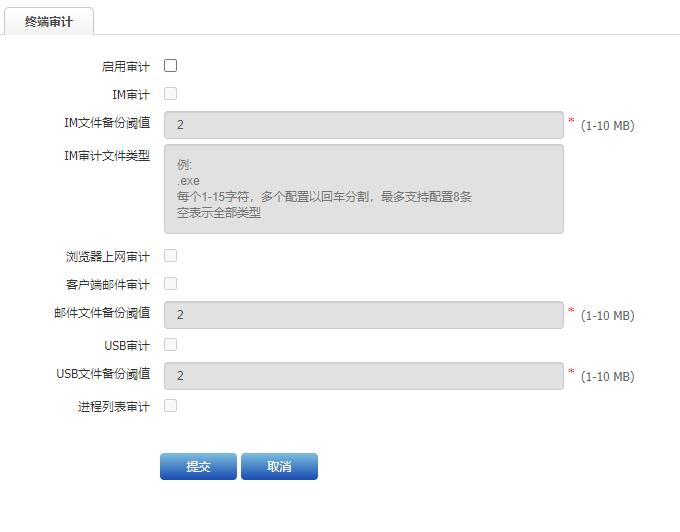 终端审计
启用审计
IM审计
IM文件备份阈值 2 * (1-10 MB)
IM审计文件类型
例:
.exe
每个1-15字符，多个配置以回车分割，最多支持配置8条
空表示全部类型
浏览器上网审计
客户端邮件审计
邮件文件备份阈值 2 * (1-10 MB)
USB审计
USB文件备份阈值 2 * (1-10 MB)
进程列表审计
提交 取消